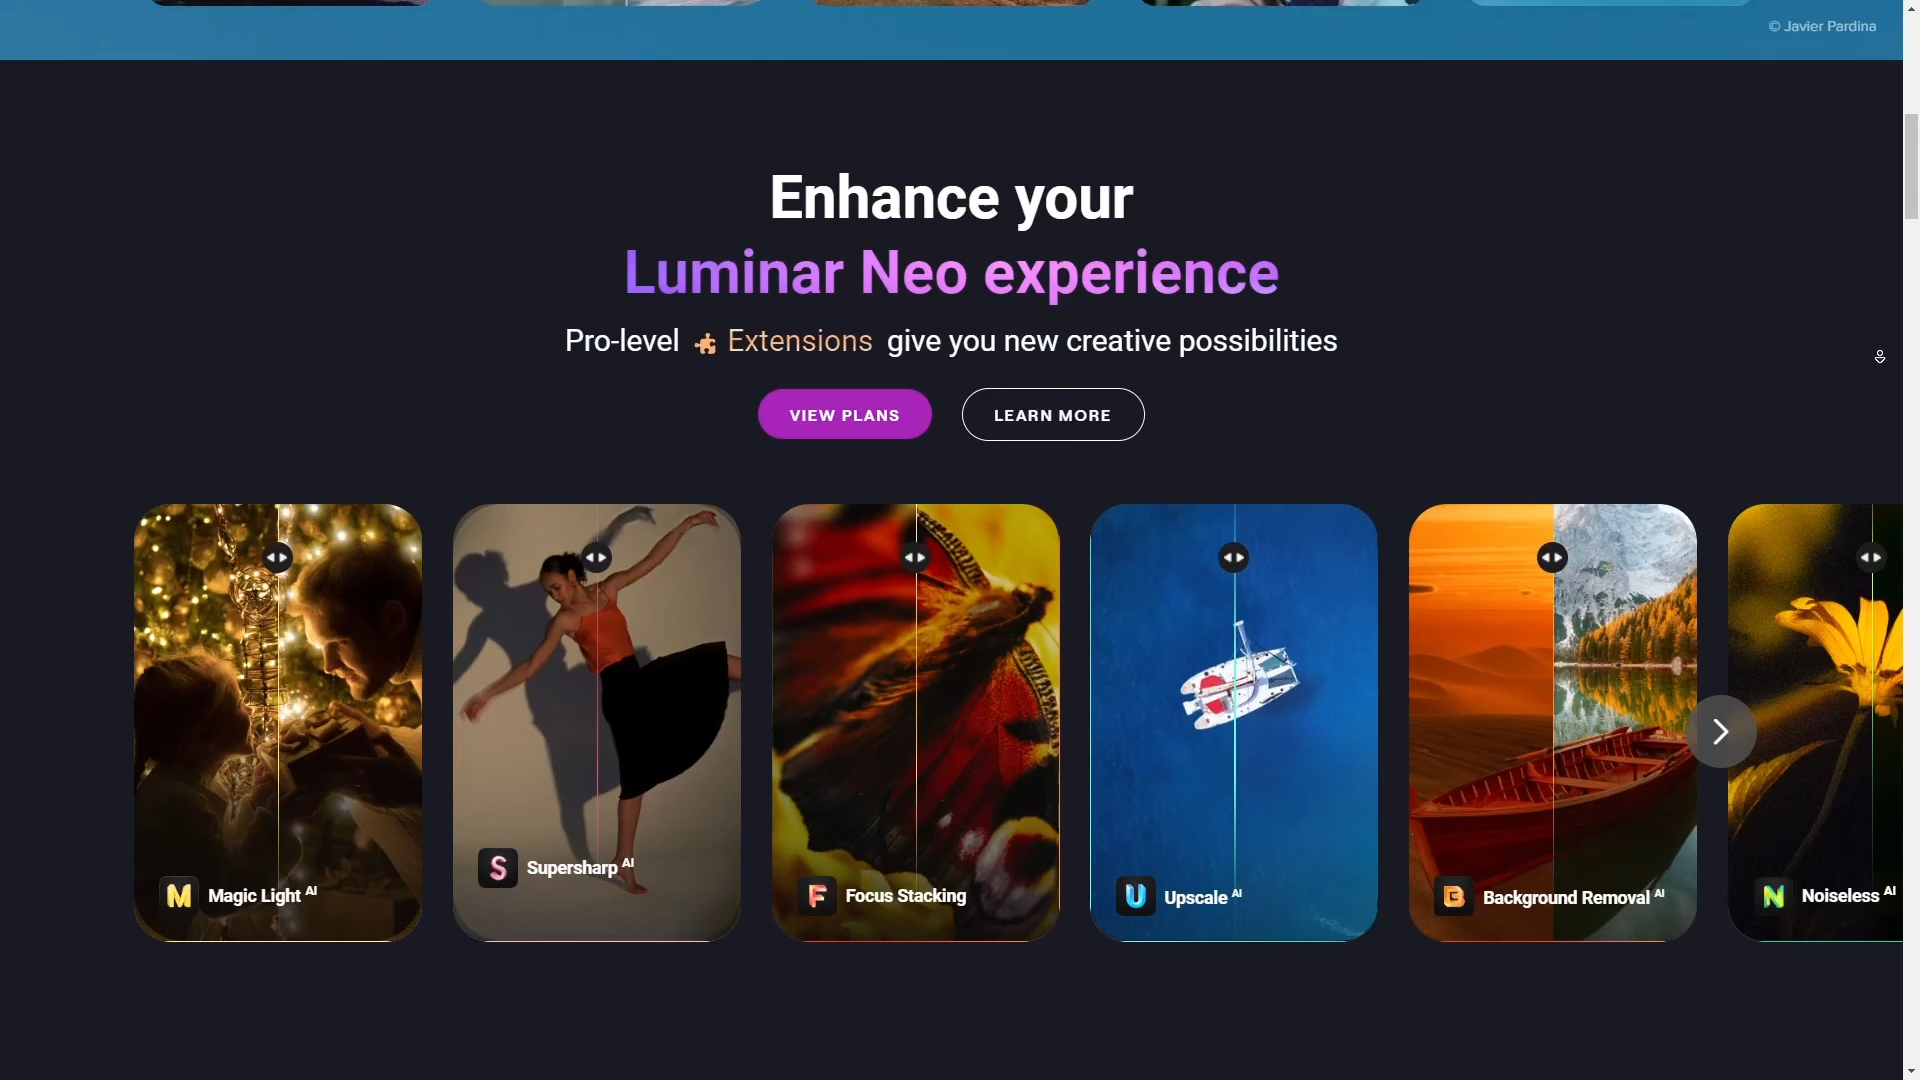 © Javier Pardina
Enhance your
Luminar Neo experience
Pro-level Extensions give you new creative possibilities
VIEW PLANS
LEARN MORE
M Magic Light AI
S Supersharp AI
F Focus Stacking
U Upscale AI
B Background Removal AI
N Noiseless AI